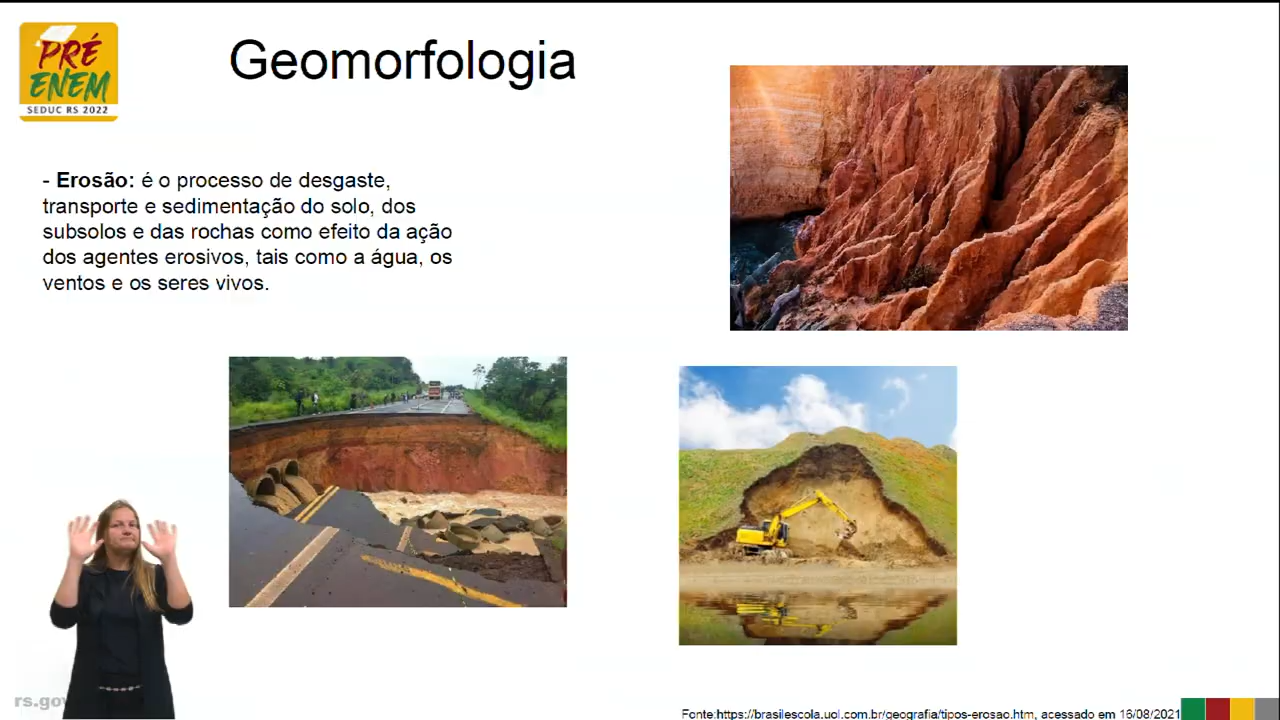 PRÉ
ENEM
SEDUC RS 2022
Geomorfologia
- Erosão: é o processo de desgaste,
transporte e sedimentação do solo, dos
subsolos e das rochas como efeito da ação
dos agentes erosivos, tais como a água, os
ventos e os seres vivos.
rs.gov
Fonte:https://brasilescola.uol.com.br/geografia/tipos-erosao.htm, acessado em 16/08/2021